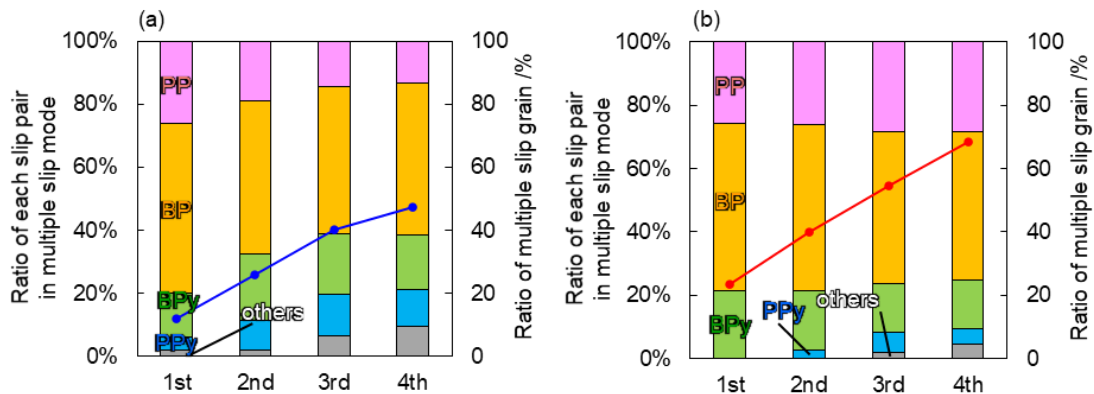 (a)
100%
80%
60%
40%
20%
0%
Ratio of each slip pair
in multiple slip mode
PP
BP
BPy
PPy
others
1st 2nd 3rd 4th
100
80
60
40
20
0
Ratio of multiple slip grain /%
(b)
100%
80%
60%
40%
20%
0%
Ratio of each slip pair
in multiple slip mode
PP
BP
BPy
PPy
others
1st 2nd 3rd 4th
100
80
60
40
20
0
Ratio of multiple slip grain /%